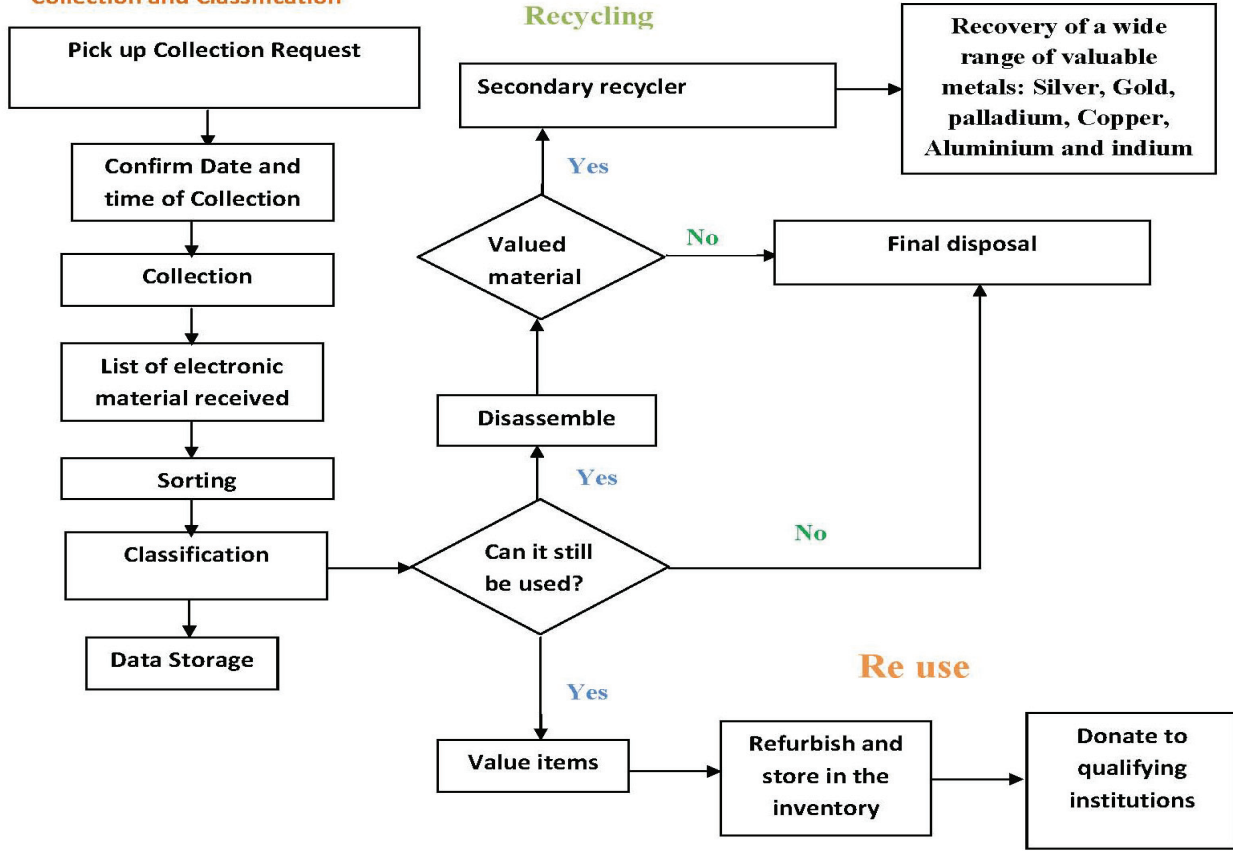 Collection and Classification
Pick up Collection Request
Confirm Date and
time of Collection
Collection
List of electronic
material received
Sorting
Classification
Data Storage
Recycling
Secondary recycler
Recovery of a wide
range of valuable
metals: Silver, Gold,
palladium, Copper,
Aluminium and indium
Yes
Valued
material
No
Final disposal
Disassemble
Yes
Can it still
be used?
No
Yes
Re use
Value items
Refurbish and
store in the
inventory
Donate to
qualifying
institutions